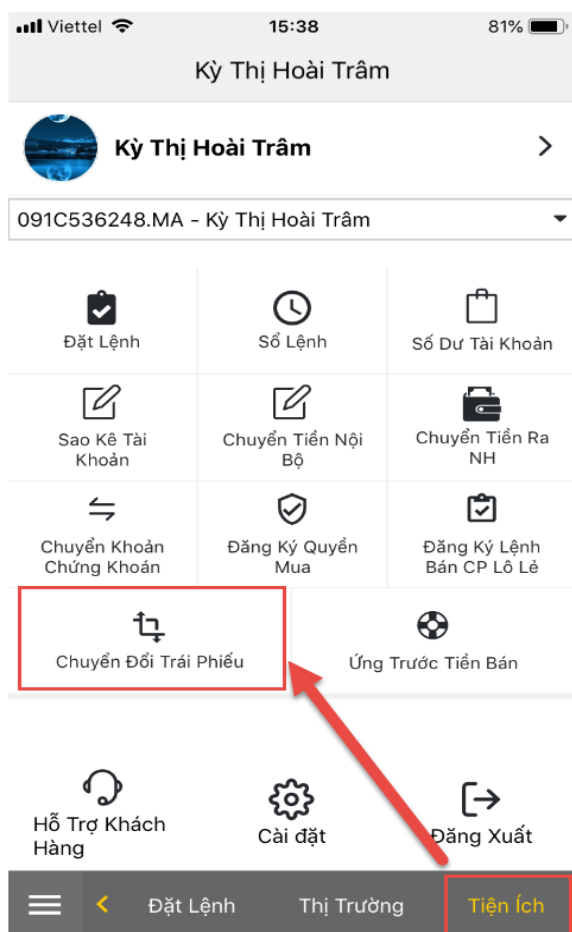 Viettel 15:38 81%
Kỳ Thị Hoài Trâm
Kỳ Thị Hoài Trâm
091C536248.MA - Kỳ Thị Hoài Trâm
Đặt Lệnh
Sổ Lệnh
Số Dư Tài Khoản
Sao Kê Tài
Khoản
Chuyển Tiền Nội
Bộ
Chuyển Tiền Ra
NH
Chuyển Khoản
Chứng Khoán
Đăng Ký Quyền
Mua
Đăng Ký Lệnh
Bán CP Lô Lẻ
Chuyển Đổi Trái Phiếu
Ứng Trước Tiền Bán
Hỗ Trợ Khách
Hàng
Cài đặt
Đăng Xuất
Đặt Lệnh Thị Trường Tiện Ích